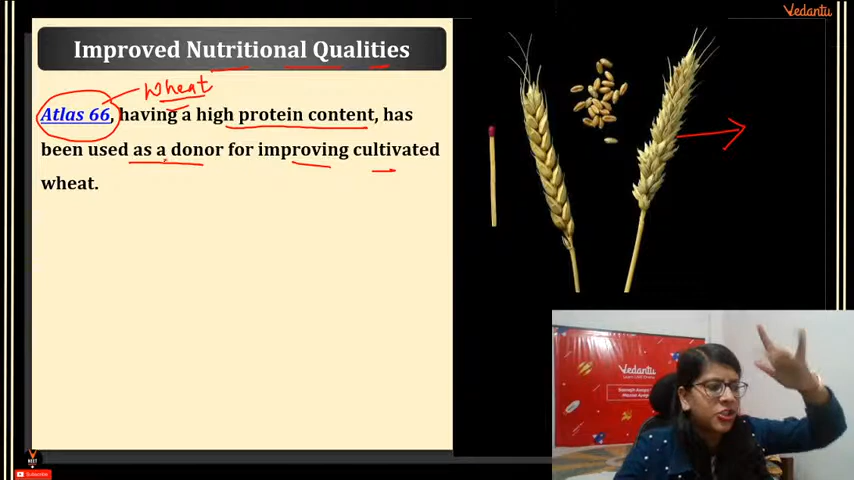 Vedantu
Improved Nutritional Qualities
wheat
Atlas 66, having a high protein content, has
been used as a donor for improving cultivated
wheat.
Vedantu
Subscribe